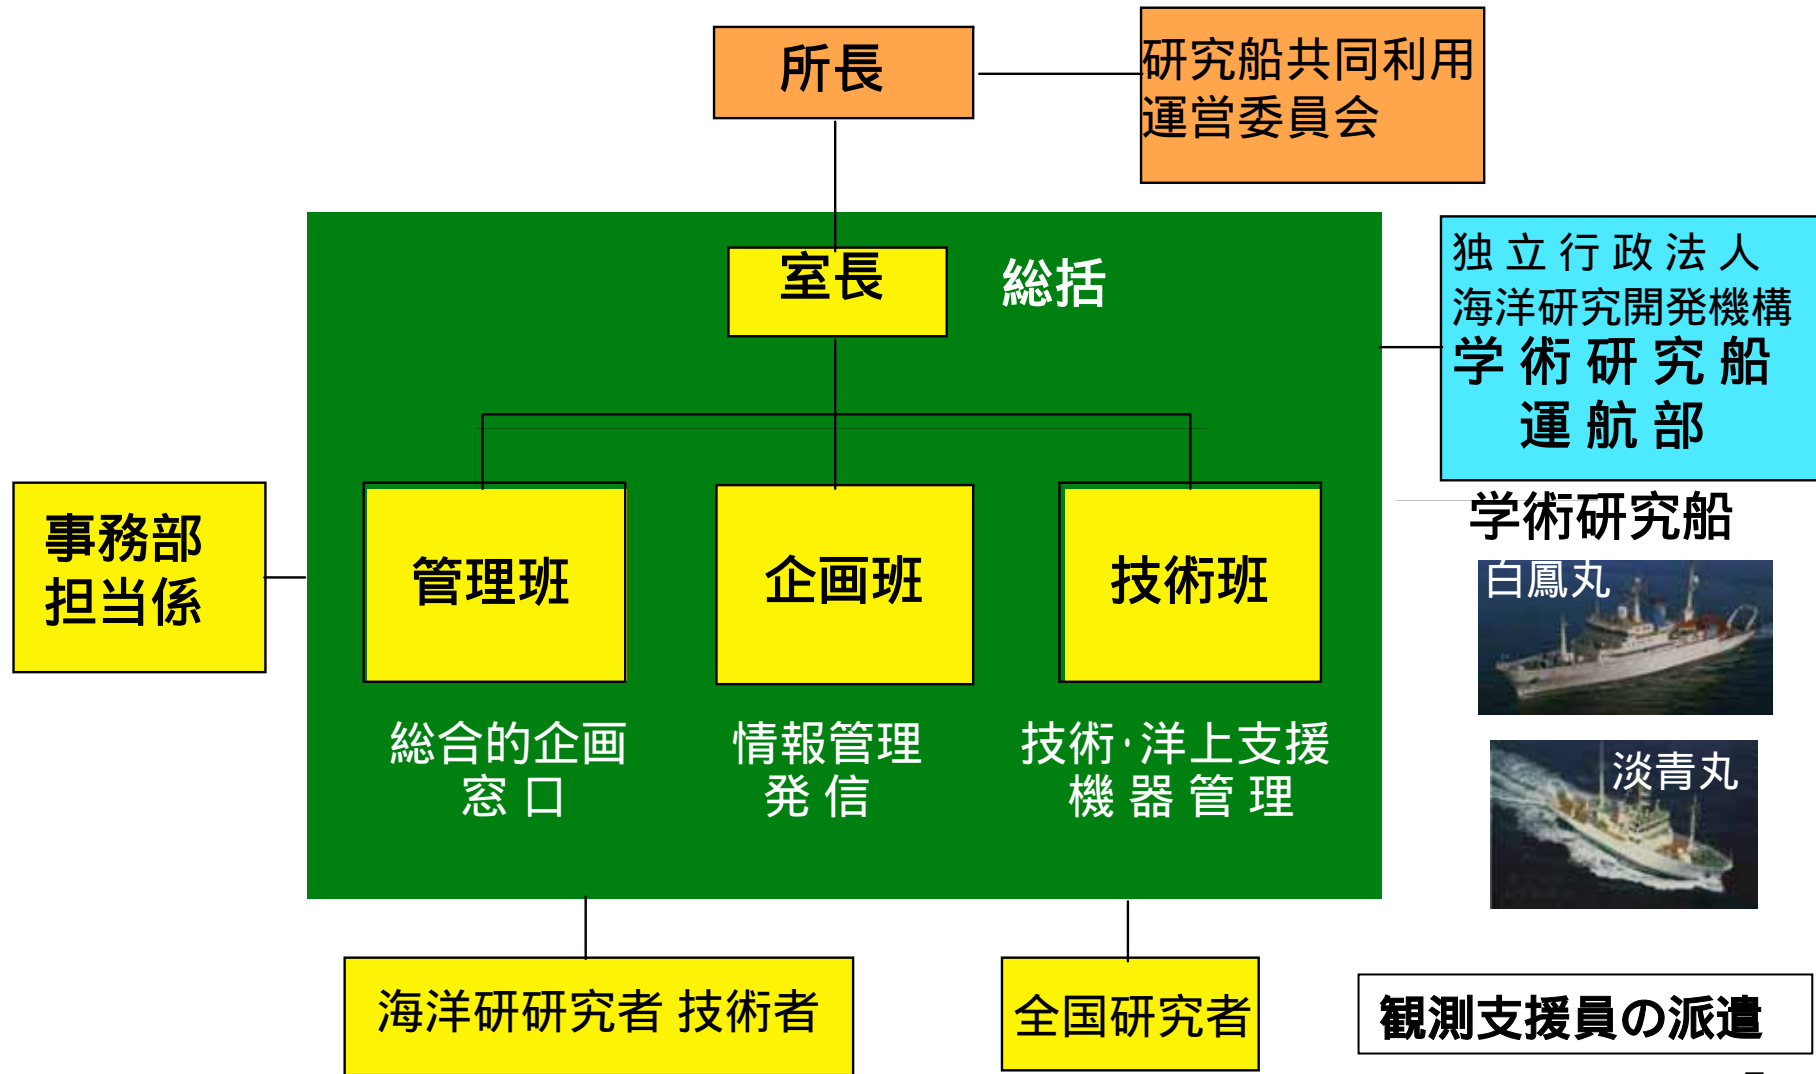 所長
研究船共同利用
運営委員会
室長
総括
独立行政法人
海洋研究開発機構
学術研究船
運航部
事務部
担当係
管理班
企画班
技術班
学術研究船
白鳳丸
総合的企画
窓口
情報管理
発信
技術・洋上支援
機器管理
淡青丸
海洋研研究者 技術者
全国研究者
観測支援員の派遣